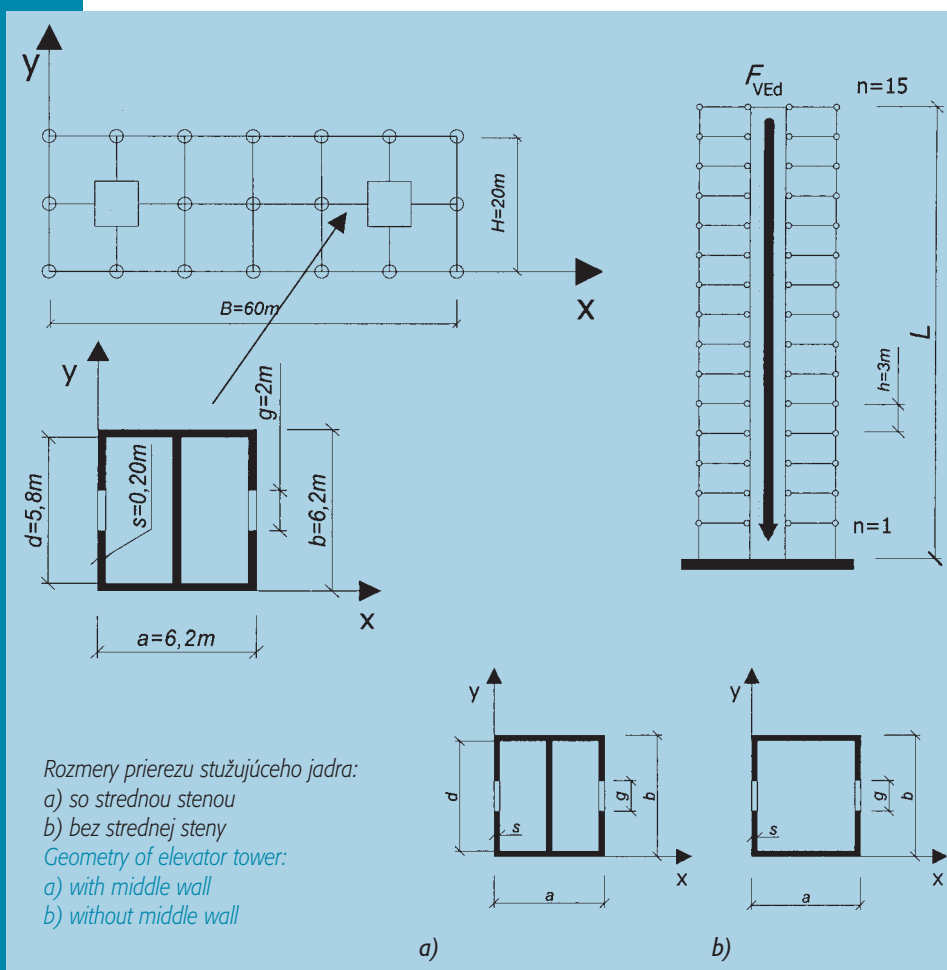 y
H=20m
B=60m
x
F VEd
n=15
L
h=3m
n=1
y
g=2m
d=5,8m
s=0,20m
b=6,2m
x
a=6,2m
y
d
s
g
b
x
a
y
s
g
b
x
a
Rozmery prierezu stužujúceho jadra:
a) so strednou stenou
b) bez strednej steny
Geometry of elevator tower:
a) with middle wall
b) without middle wall
a)
b)